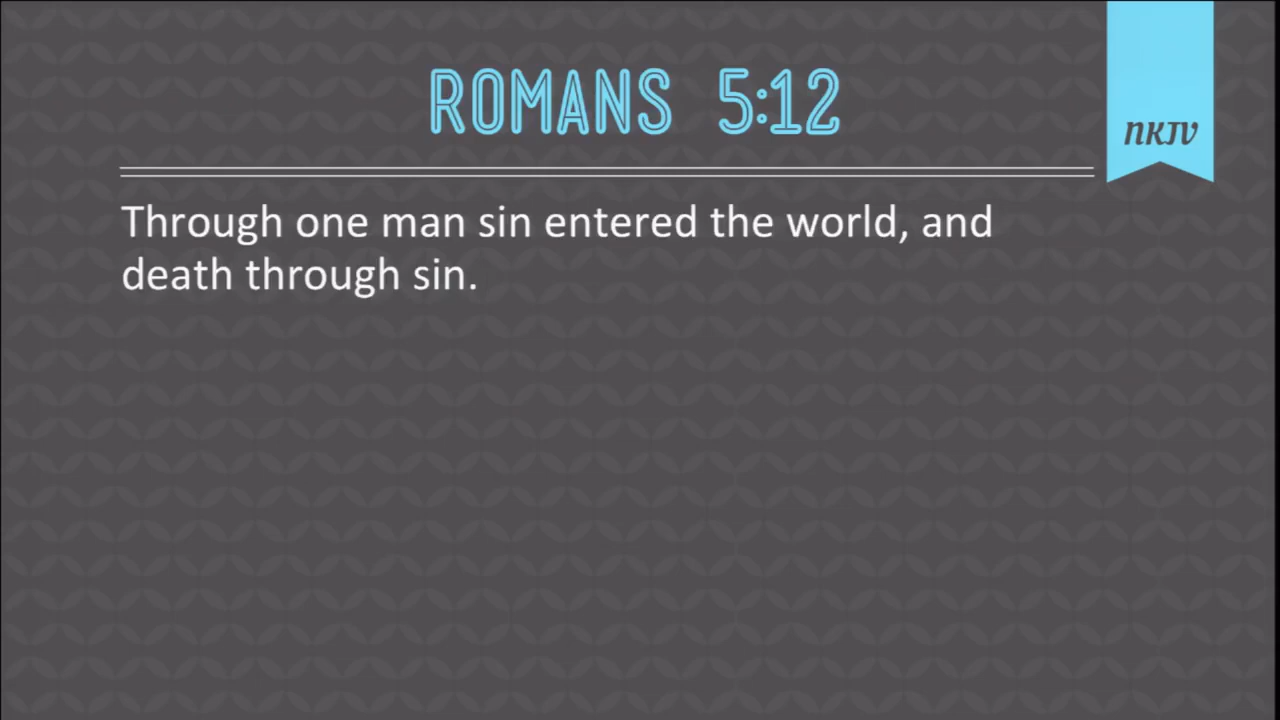 ROMANS 5:12
NKJV
Through one man sin entered the world, and
death through sin.